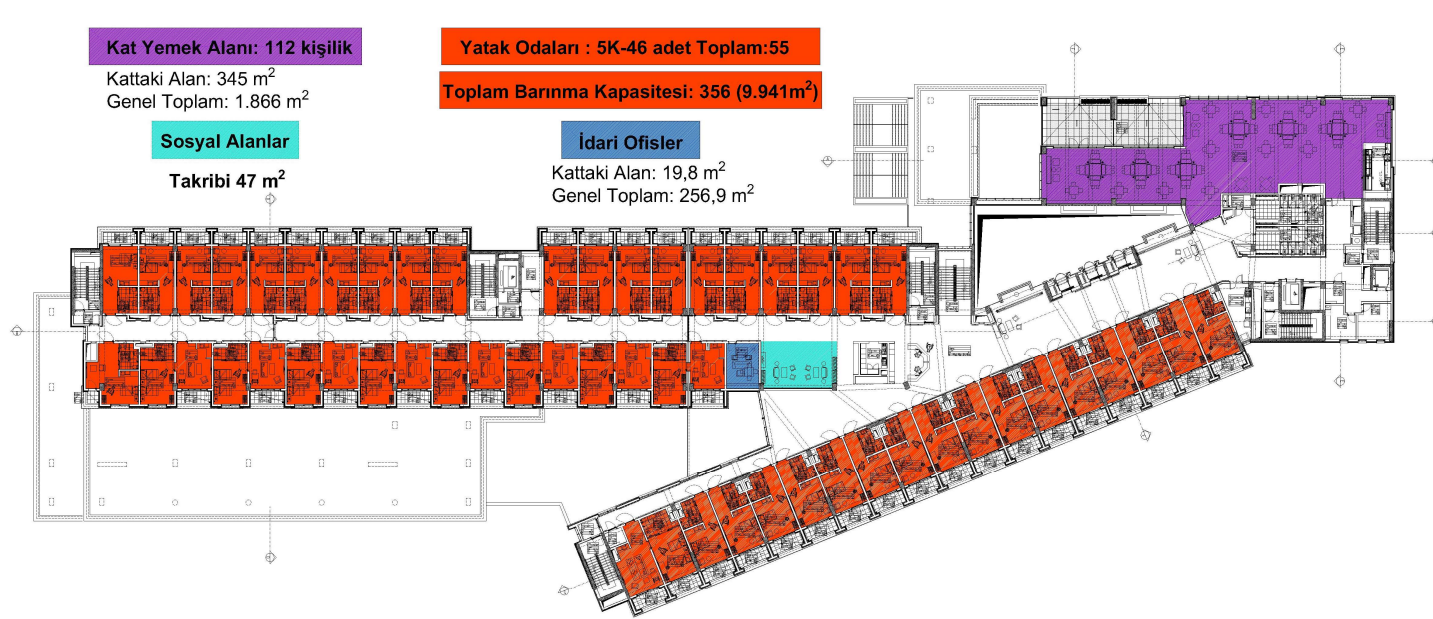 Kat Yemek Alanı: 112 kişilik
Kattaki Alan: 345 m²
Genel Toplam: 1.866 m²
Sosyal Alanlar
Takribi 47 m²
Yatak Odaları : 5K-46 adet Toplam:55
Toplam Barınma Kapasitesi: 356 (9.941m²)
İdari Ofisler
Kattaki Alan: 19,8 m²
Genel Toplam: 256,9 m²